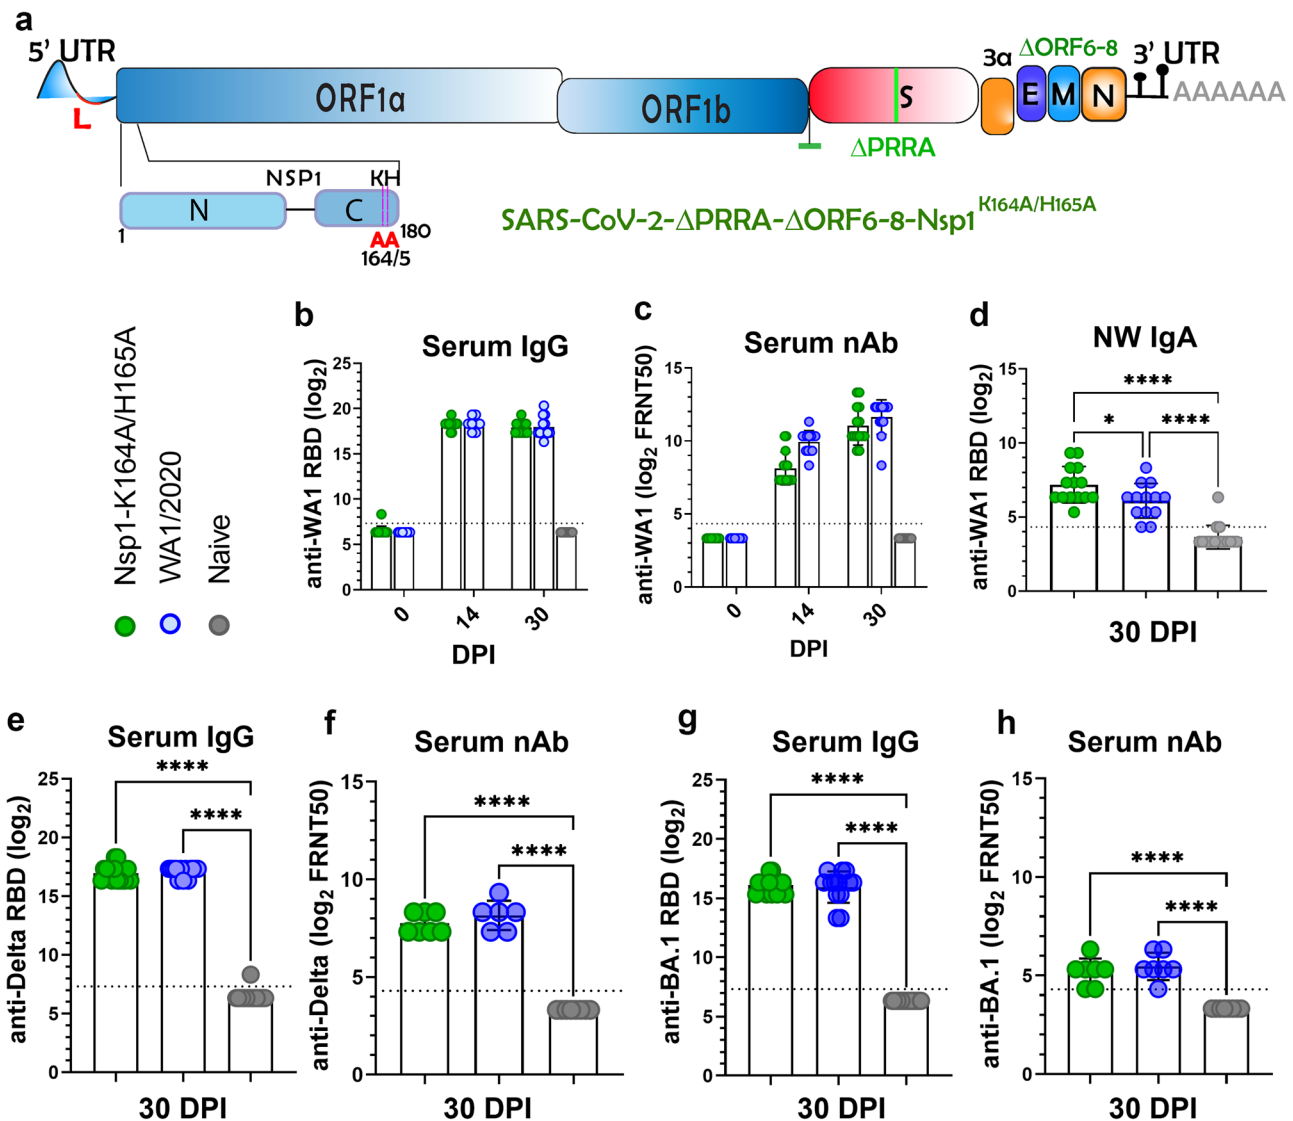 a
5' UTR
L
ORF1a
ORF1b
S
3a
ΔORF6-8
E
M
N
3' UTR
AAAAAA
ΔPRRA
NSP1
KH
N
C
1
AA
180
164/5
SARS-CoV-2-ΔPRRA-ΔORF6-8-Nsp1K164A/H165A
Nsp1-K164A/H165A
WA1/2020
Naive
b
Serum IgG
anti-WA1 RBD (log2)
25
20
15
10
5
0
0
14
30
DPI
c
Serum nAb
anti-WA1 (log2 FRNT50)
15
10
5
0
0
14
30
DPI
d
NW IgA
anti-WA1 RBD (log2)
15
10
5
0
****
*
****
30 DPI
e
Serum IgG
anti-Delta RBD (log2)
25
20
15
10
5
0
****
****
30 DPI
f
Serum nAb
anti-Delta (log2 FRNT50)
15
10
5
0
****
****
30 DPI
g
Serum IgG
anti-BA.1 RBD (log2)
25
20
15
10
5
0
****
****
30 DPI
h
Serum nAb
anti-BA.1 (log2 FRNT50)
15
10
5
0
****
****
30 DPI